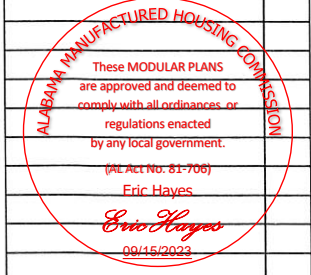 ALABAMA MANUFACTURED HOUSING COMMISSION
These MODULAR PLANS
are approved and deemed to
comply with all ordinances or
regulations enacted
by any local government.
(AL Act No. 81-706)
Eric Hayes
Eric Hayes
09/15/2023